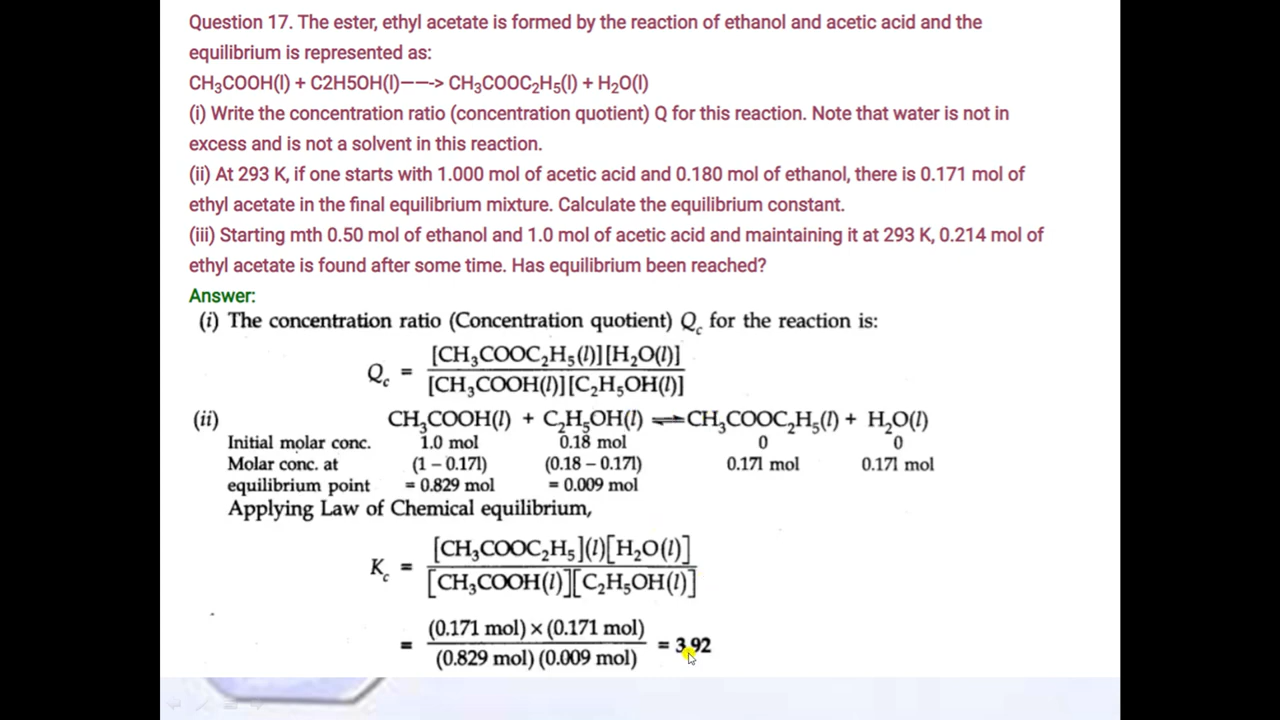 Question 17. The ester, ethyl acetate is formed by the reaction of ethanol and acetic acid and the
equilibrium is represented as:
CH₃COOH(l) + C2H5OH(l)——-> CH₃COOC₂H₅(l) + H₂O(l)
(i) Write the concentration ratio (concentration quotient) Q for this reaction. Note that water is not in
excess and is not a solvent in this reaction.
(ii) At 293 K, if one starts with 1.000 mol of acetic acid and 0.180 mol of ethanol, there is 0.171 mol of
ethyl acetate in the final equilibrium mixture. Calculate the equilibrium constant.
(iii) Starting mth 0.50 mol of ethanol and 1.0 mol of acetic acid and maintaining it at 293 K, 0.214 mol of
ethyl acetate is found after some time. Has equilibrium been reached?
Answer:
(i) The concentration ratio (Concentration quotient) Q_c for the reaction is:
[CH₃COOC₂H₅(l)][H₂O(l)]
Q_c =
[CH₃COOH(l)][C₂H₅OH(l)]
(ii) CH₃COOH(l) + C₂H₅OH(l) ⇌ CH₃COOC₂H₅(l) + H₂O(l)
Initial molar conc. 1.0 mol 0.18 mol 0 0
Molar conc. at (1 – 0.171) (0.18 – 0.171) 0.171 mol 0.171 mol
equilibrium point = 0.829 mol = 0.009 mol
Applying Law of Chemical equilibrium,
[CH₃COOC₂H₅](l)[H₂O(l)]
K_c =
[CH₃COOH(l)][C₂H₅OH(l)]
(0.171 mol) × (0.171 mol)
= = 3.92
(0.829 mol) (0.009 mol)